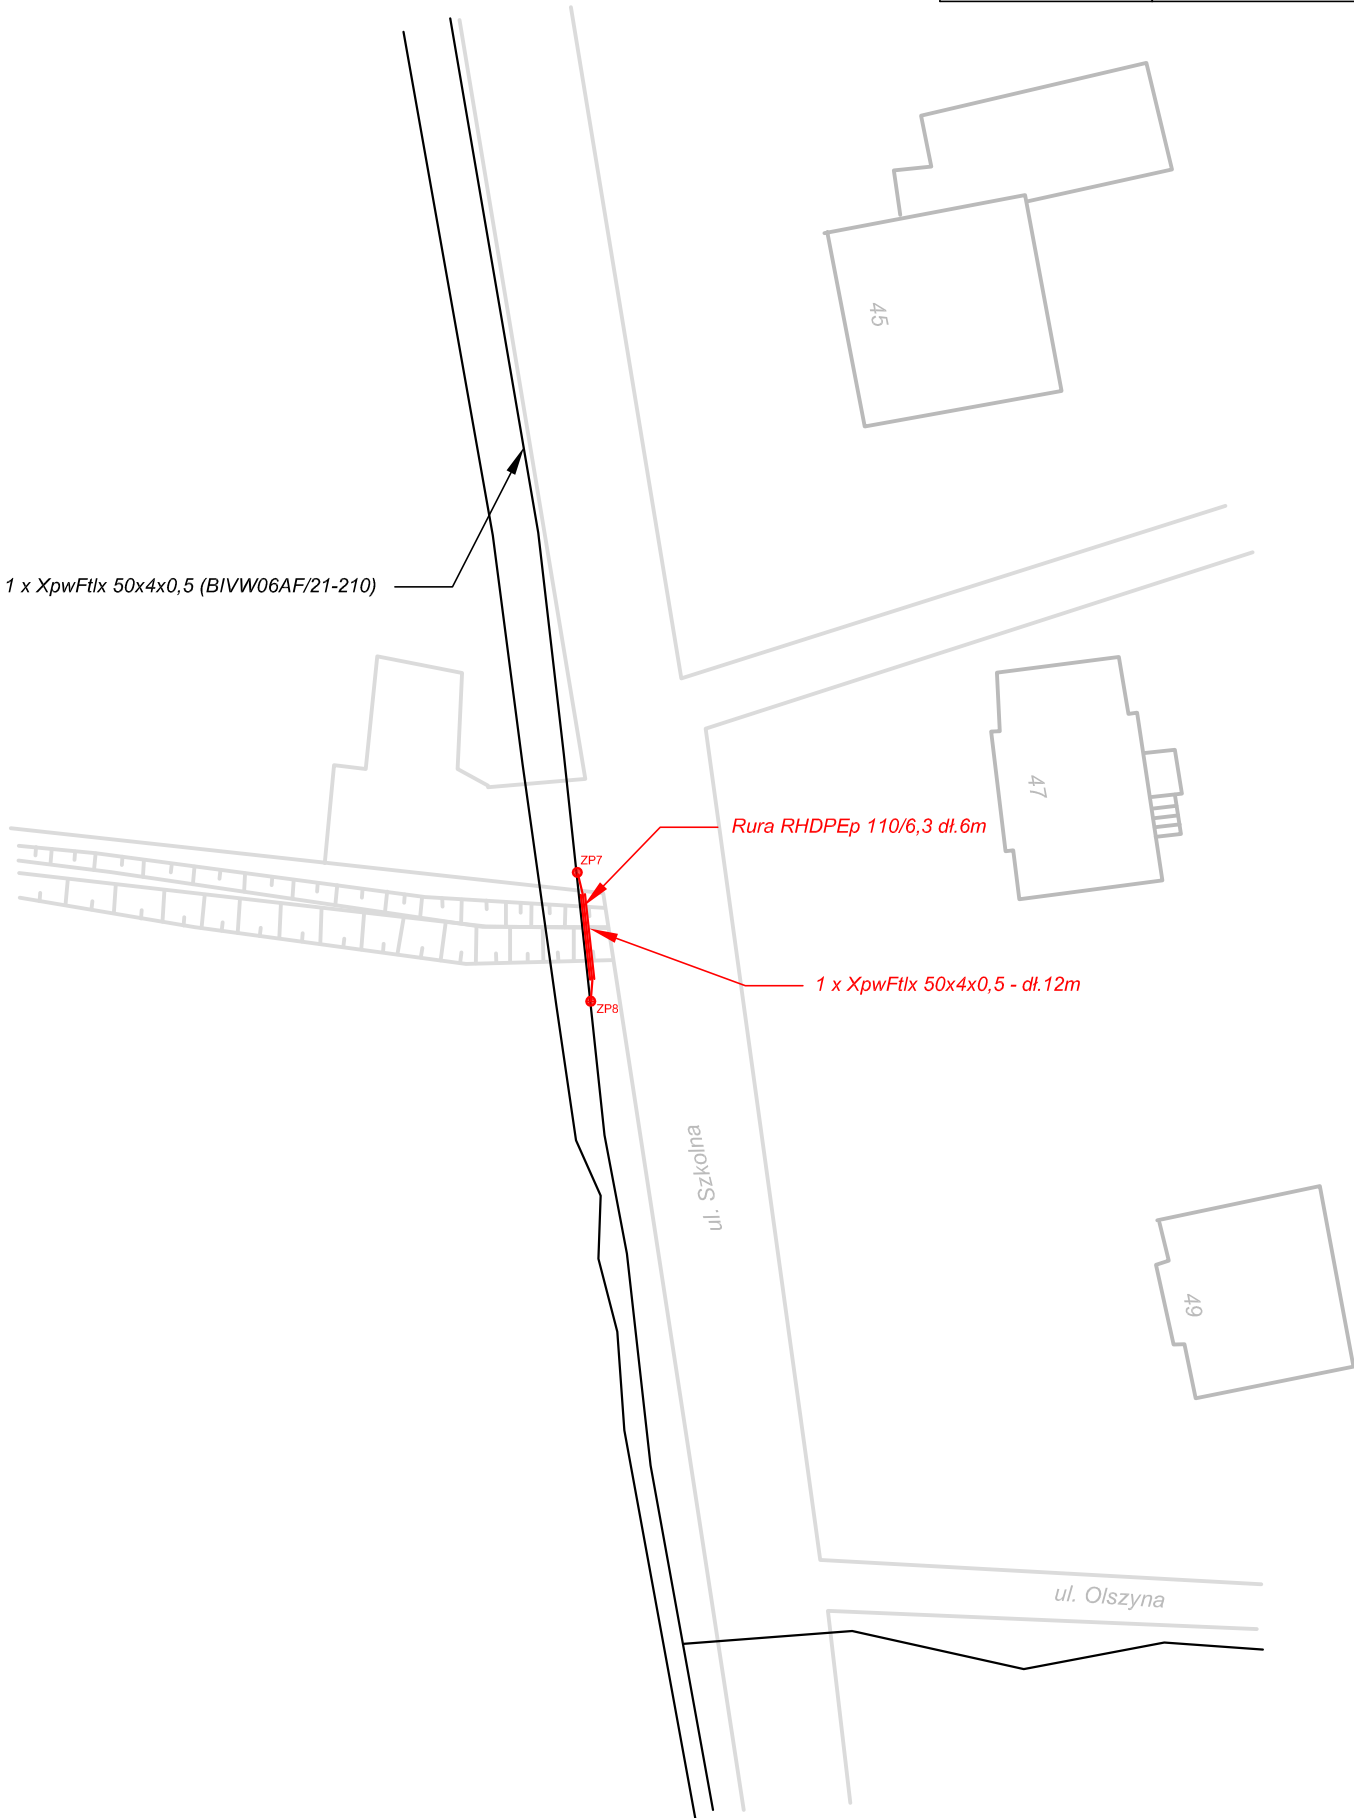 45
1 x XpwFtlx 50x4x0,5 (BIVW06AF/21-210)
47
Rura RHDPEp 110/6,3 dł.6m
ZP7
1 x XpwFtlx 50x4x0,5 - dł.12m
ZP8
ul. Szkolna
49
ul. Olszyna